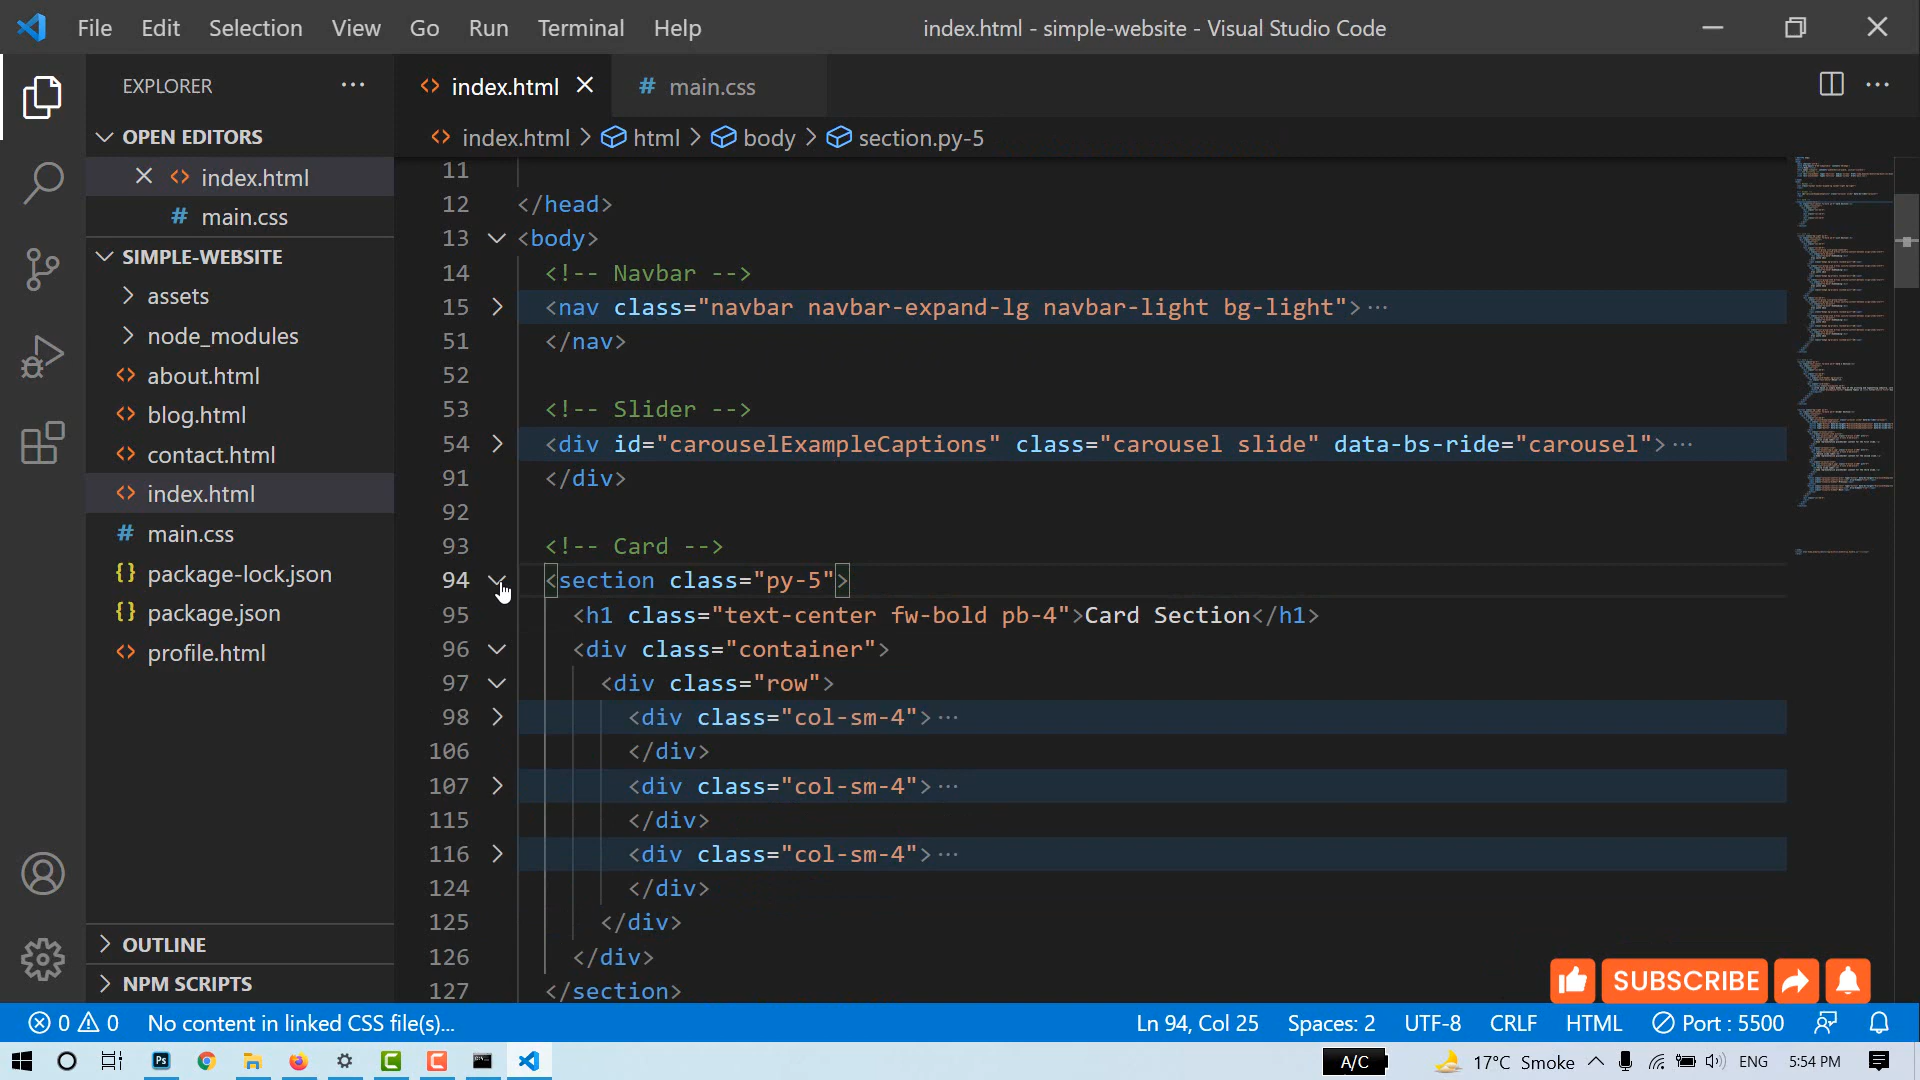 File Edit Selection View Go Run Terminal Help index.html - simple-website - Visual Studio Code
EXPLORER ···
OPEN EDITORS
index.html
# main.css
SIMPLE-WEBSITE
assets
node_modules
about.html
blog.html
contact.html
index.html
# main.css
{} package-lock.json
{} package.json
profile.html
OUTLINE
NPM SCRIPTS
index.html # main.css
index.html > html > body > section.py-5
11
12 </head>
13 <body>
14 <!-- Navbar -->
15 <nav class="navbar navbar-expand-lg navbar-light bg-light">···
51 </nav>
52
53 <!-- Slider -->
54 <div id="carouselExampleCaptions" class="carousel slide" data-bs-ride="carousel">···
91 </div>
92
93 <!-- Card -->
94 <section class="py-5">
95 <h1 class="text-center fw-bold pb-4">Card Section</h1>
96 <div class="container">
97 <div class="row">
98 <div class="col-sm-4">···
106 </div>
107 <div class="col-sm-4">···
115 </div>
116 <div class="col-sm-4">···
124 </div>
125 </div>
126 </div>
127 </section>
SUBSCRIBE
0 0 No content in linked CSS file(s)... Ln 94, Col 25 Spaces: 2 UTF-8 CRLF HTML Port : 5500
Ps A/C 17°C Smoke ENG 5:54 PM